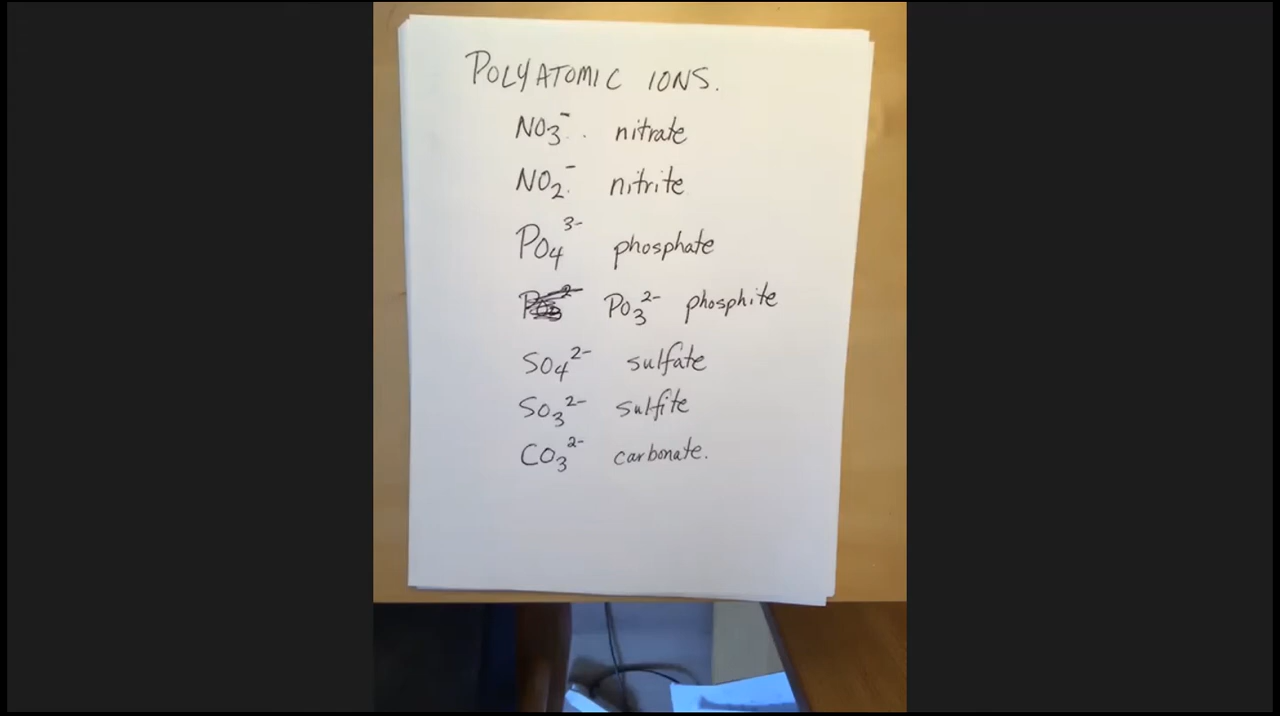 POLYATOMIC IONS.
NO₃⁻ . nitrate
NO₂⁻ nitrite
PO₄³⁻ phosphate
PO₃²⁻ phosphite
SO₄²⁻ sulfate
SO₃²⁻ sulfite
CO₃²⁻ carbonate.